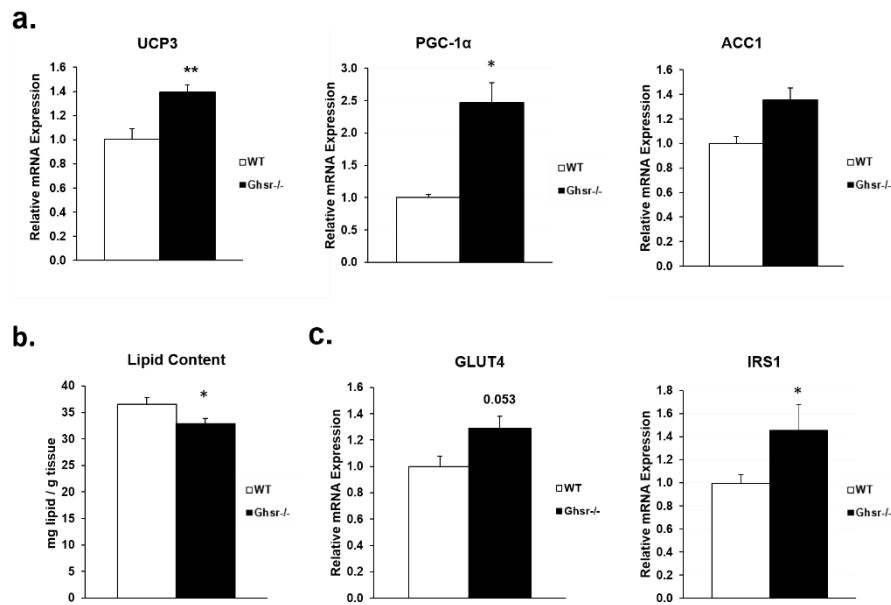 a.
UCP3
Relative mRNA Expression
1.6
1.4
1.2
1.0
0.8
0.6
0.4
0.2
0.0
**
WT
Ghsr-/-
PGC-1α
Relative mRNA Expression
3.0
2.5
2.0
1.5
1.0
0.5
0.0
*
WT
Ghsr-/-
ACC1
Relative mRNA Expression
1.6
1.4
1.2
1.0
0.8
0.6
0.4
0.2
0.0
WT
Ghsr-/-
b.
Lipid Content
mg lipid / g tissue
40
35
30
25
20
15
10
5
0
*
WT
Ghsr-/-
c.
GLUT4
Relative mRNA Expression
1.6
1.4
1.2
1.0
0.8
0.6
0.4
0.2
0.0
0.053
WT
Ghsr-/-
IRS1
Relative mRNA Expression
1.8
1.6
1.4
1.2
1.0
0.8
0.6
0.4
0.2
0.0
*
WT
Ghsr-/-